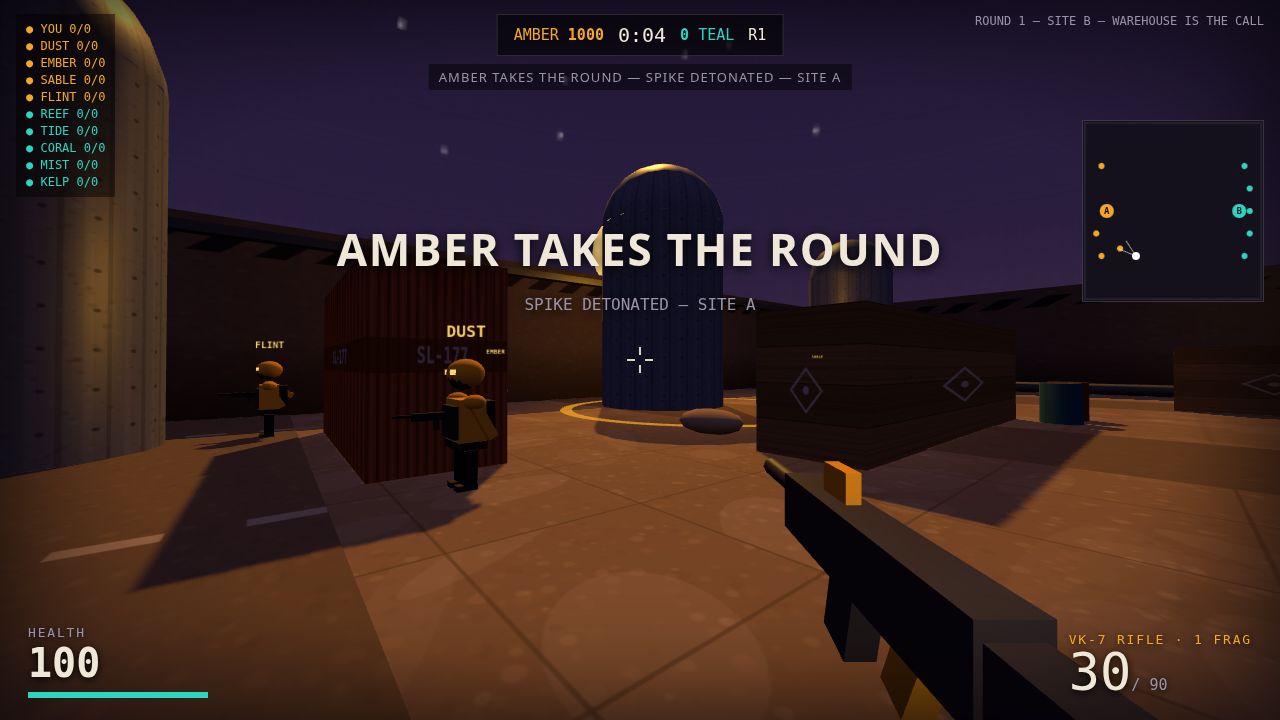 YOU 0/0
DUST 0/0
EMBER 0/0
SABLE 0/0
FLINT 0/0
REEF 0/0
TIDE 0/0
CORAL 0/0
MIST 0/0
KELP 0/0
AMBER 1000 0:04 0 TEAL R1
AMBER TAKES THE ROUND — SPIKE DETONATED — SITE A
ROUND 1 — SITE B — WAREHOUSE IS THE CALL
A
B
AMBER TAKES THE ROUND
SPIKE DETONATED — SITE A
FLINT
DUST
EMBER
SL-177
SL-177
HEALTH
100
VK-7 RIFLE · 1 FRAG
30 / 90